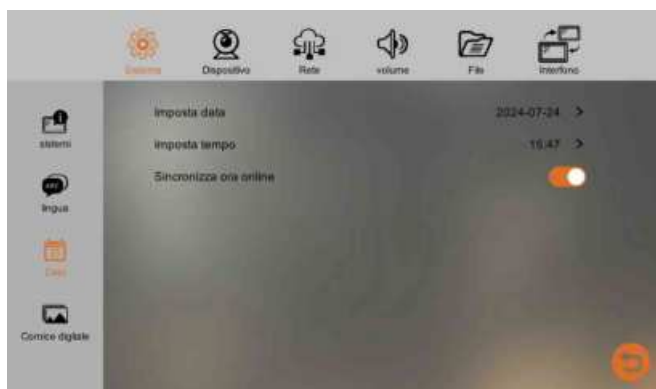 Sistema Dispositivo Rete volume File interfono
Imposta data 2024-07-24 >
imposta tempo 16:47 >
Sincronizza ora online
sistemi
lingua
Data
Cornice digitale